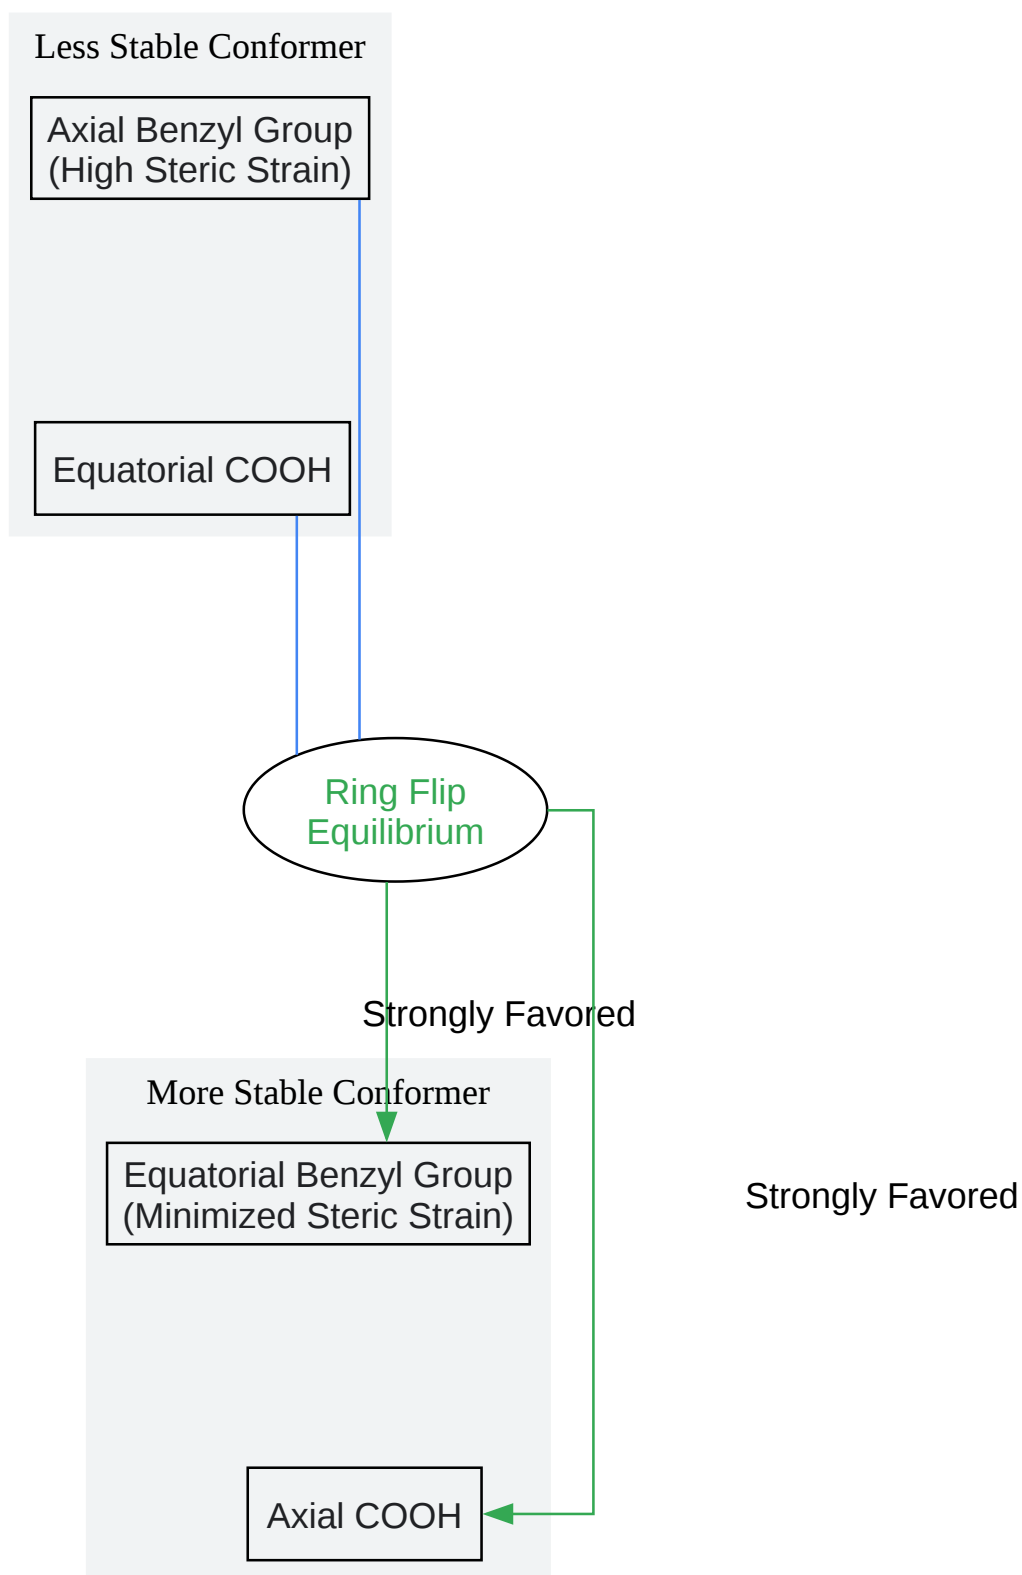 Less Stable Conformer
Axial Benzyl Group
(High Steric Strain)
Equatorial COOH
Ring Flip
Equilibrium
Strongly Favored
More Stable Conformer
Equatorial Benzyl Group
(Minimized Steric Strain)
Strongly Favored
Axial COOH